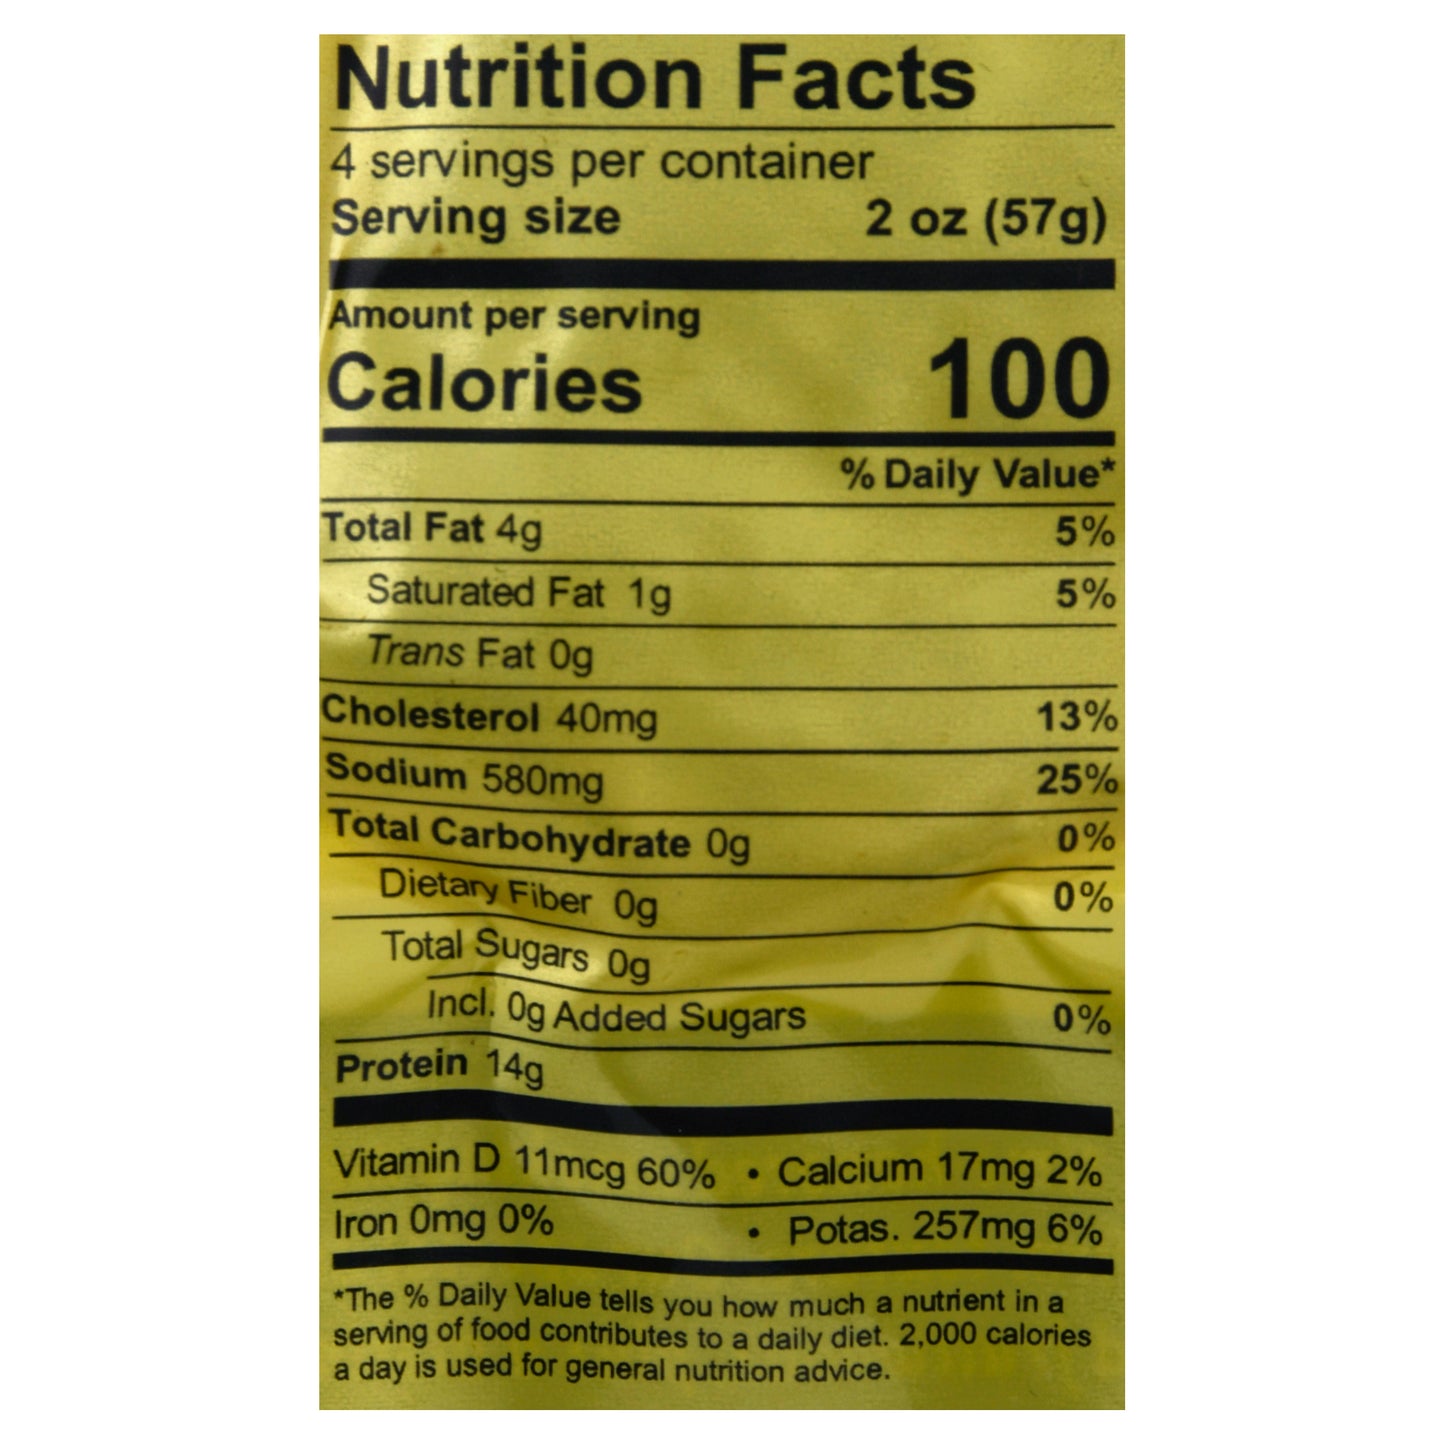 Nutrition Facts
4 servings per container
Serving size 2 oz (57g)
Amount per serving
Calories 100
% Daily Value*
Total Fat 4g 5%
Saturated Fat 1g 5%
Trans Fat 0g
Cholesterol 40mg 13%
Sodium 580mg 25%
Total Carbohydrate 0g 0%
Dietary Fiber 0g 0%
Total Sugars 0g
Incl. 0g Added Sugars 0%
Protein 14g
Vitamin D 11mcg 60% • Calcium 17mg 2%
Iron 0mg 0% • Potas. 257mg 6%
*The % Daily Value tells you how much a nutrient in a
serving of food contributes to a daily diet. 2,000 calories
a day is used for general nutrition advice.